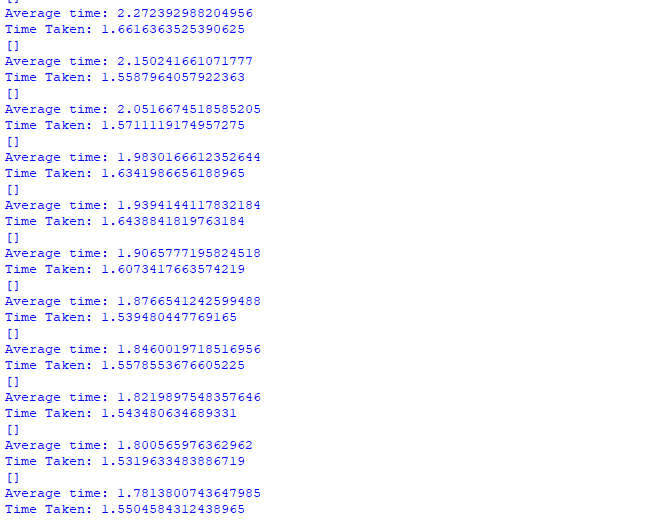 []
Average time: 2.272392988204956
Time Taken: 1.6616363525390625
[]
Average time: 2.150241661071777
Time Taken: 1.5587964057922363
[]
Average time: 2.0516674518585205
Time Taken: 1.5711119174957275
[]
Average time: 1.9830166612352644
Time Taken: 1.6341986656188965
[]
Average time: 1.9394144117832184
Time Taken: 1.6438841819763184
[]
Average time: 1.9065777195824518
Time Taken: 1.6073417663574219
[]
Average time: 1.8766541242599488
Time Taken: 1.539480447769165
[]
Average time: 1.8460019718516956
Time Taken: 1.5578553676605225
[]
Average time: 1.8219897548357646
Time Taken: 1.543480634689331
[]
Average time: 1.800565976362962
Time Taken: 1.5319633483886719
[]
Average time: 1.7813800743647985
Time Taken: 1.5504584312438965